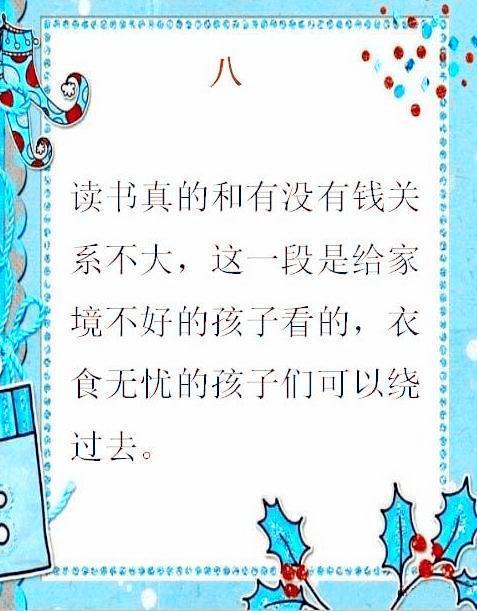 八
读书真的和有没有钱关
系不大，这一段是给家
境不好的孩子看的，衣
食无忧的孩子们可以绕
过去。